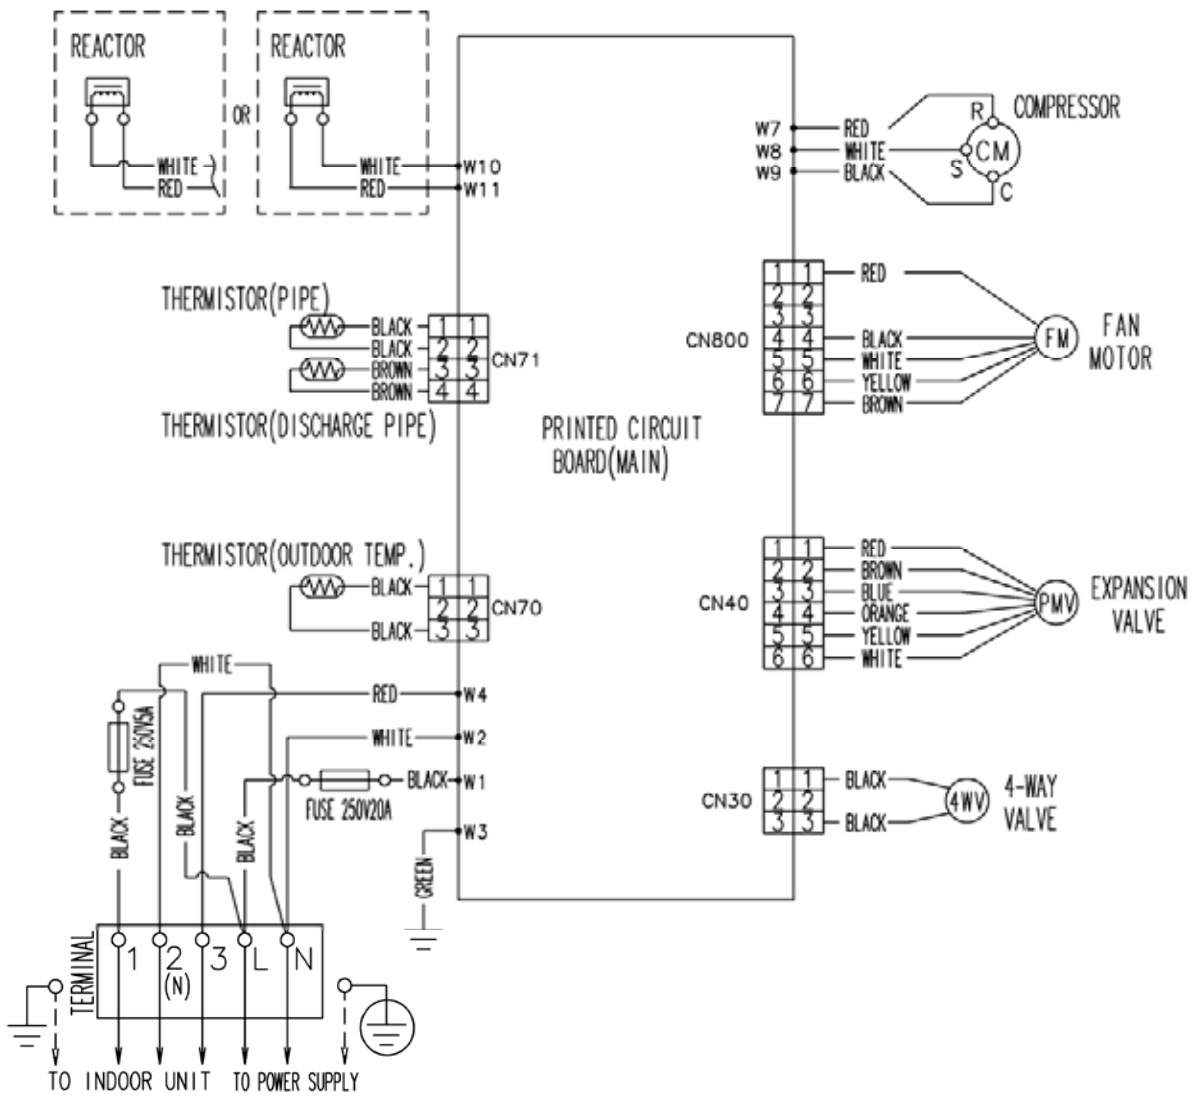 REACTOR
WHITE
RED
OR
REACTOR
WHITE
RED
W10
W11
W7 RED
W8 WHITE
W9 BLACK
R
S
C
CM
COMPRESSOR
THERMISTOR(PIPE)
BLACK 1 1
BLACK 2 2
BROWN 3 3
BROWN 4 4
CN71
THERMISTOR(DISCHARGE PIPE)
CN800
1 1 RED
2 2
3 3
4 4 BLACK
5 5 WHITE
6 6 YELLOW
7 7 BROWN
FM
FAN
MOTOR
PRINTED CIRCUIT
BOARD(MAIN)
THERMISTOR(OUTDOOR TEMP.)
BLACK 1 1
2 2
BLACK 3 3
CN70
CN40
1 1 RED
2 2 BROWN
3 3 BLUE
4 4 ORANGE
5 5 YELLOW
6 6 WHITE
PMV
EXPANSION
VALVE
WHITE
RED W4
WHITE W2
BLACK W1
W3
FUSE 250V5A
FUSE 250V20A
BLACK
BLACK
BLACK
GREEN
CN30
1 1 BLACK
2 2
3 3 BLACK
4WV
4-WAY
VALVE
TERMINAL
1 2 3 L N
(N)
TO INDOOR UNIT
TO POWER SUPPLY